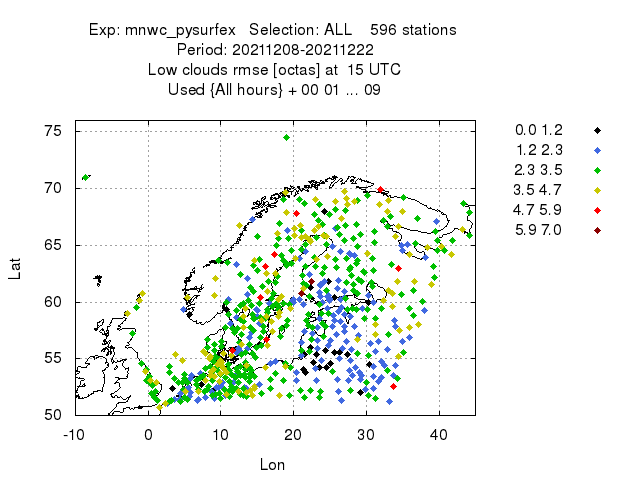 Exp: mnwc_pysurfex   Selection: ALL    596 stations
Period: 20211208-20211222
Low clouds rmse [octas] at  15 UTC
Used {All hours} + 00 01 ... 09
0.0 1.2
1.2 2.3
2.3 3.5
3.5 4.7
4.7 5.9
5.9 7.0
75
70
65
60
55
50
Lat
-10 0 10 20 30 40
Lon